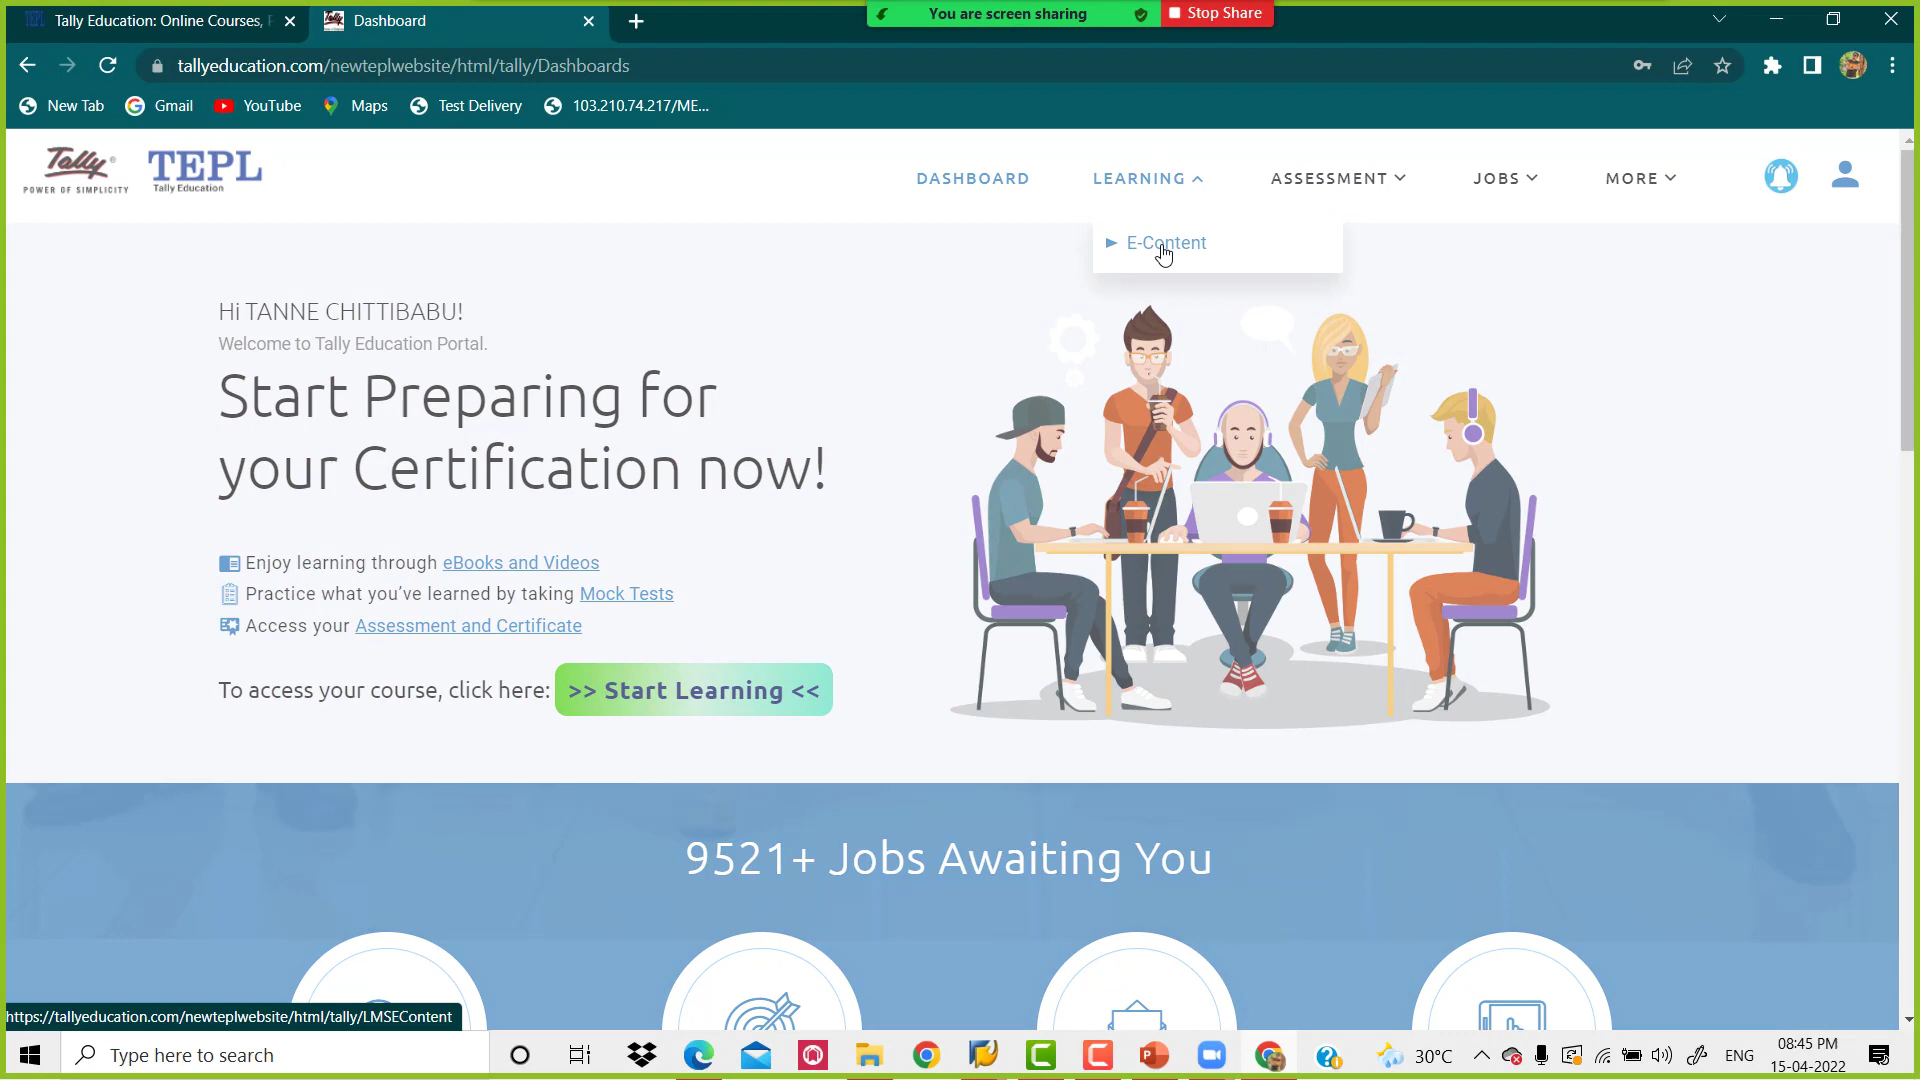 Tally Education: Online Courses,
Dashboard
You are screen sharing
Stop Share
tallyeducation.com/newteplwebsite/html/tally/Dashboards
New Tab
Gmail
YouTube
Maps
Test Delivery
103.210.74.217/ME...
Tally
POWER OF SIMPLICITY
TEPL
Tally Education
DASHBOARD
LEARNING
ASSESSMENT
JOBS
MORE
E-Content
Hi TANNE CHITTIBABU!
Welcome to Tally Education Portal.
Start Preparing for
your Certification now!
Enjoy learning through eBooks and Videos
Practice what you've learned by taking Mock Tests
Access your Assessment and Certificate
To access your course, click here: >> Start Learning <<
9521+ Jobs Awaiting You
https://tallyeducation.com/newteplwebsite/html/tally/LMSEContent
Type here to search
30°C
ENG
08:45 PM
15-04-2022